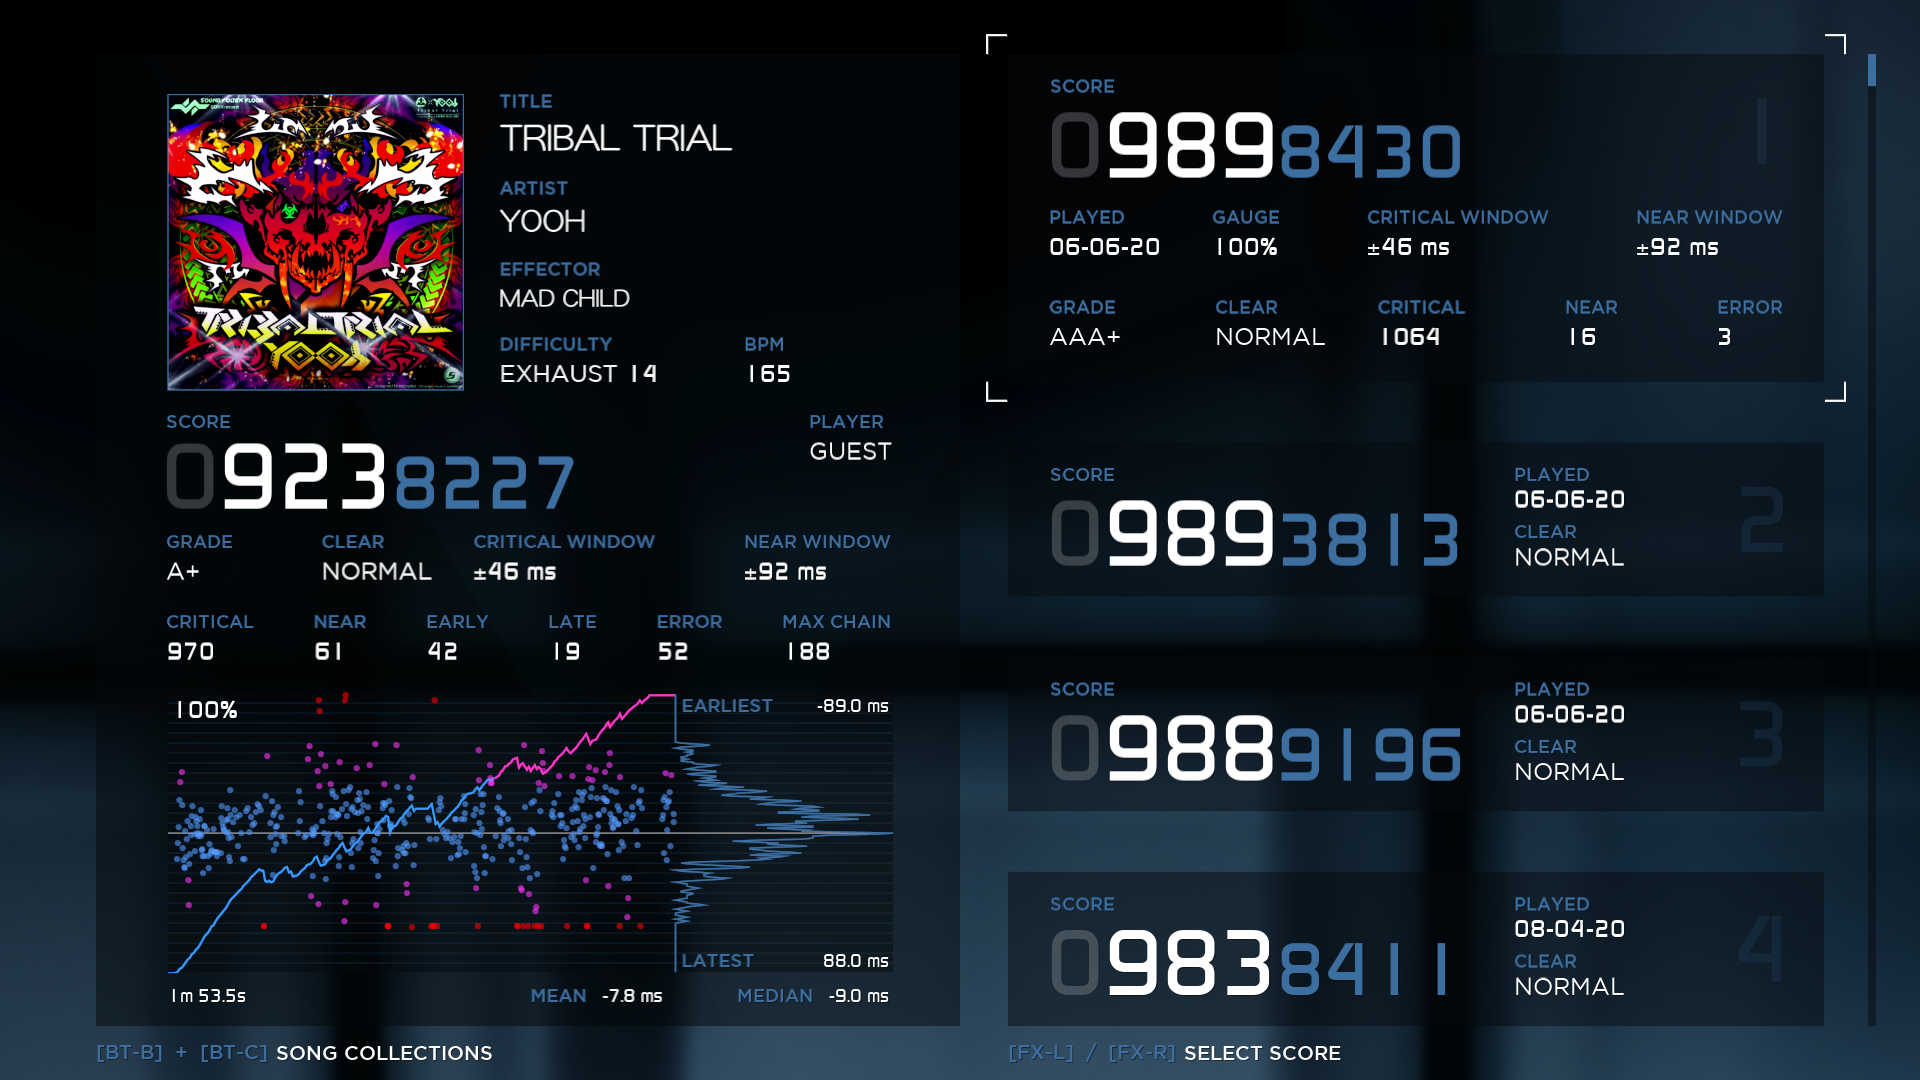 SOUND VOLTEX FLOOR
TRIBAL TRIAL
YOOH
TITLE
TRIBAL TRIAL
ARTIST
YOOH
EFFECTOR
MAD CHILD
DIFFICULTY BPM
EXHAUST 14 165
SCORE PLAYER
09238227 GUEST
GRADE CLEAR CRITICAL WINDOW NEAR WINDOW
A+ NORMAL ±46 ms ±92 ms
CRITICAL NEAR EARLY LATE ERROR MAX CHAIN
970 61 42 19 52 188
100% EARLIEST -89.0 ms
LATEST 88.0 ms
1m 53.5s MEAN -7.8 ms MEDIAN -9.0 ms
[BT-B] + [BT-C] SONG COLLECTIONS
SCORE
09898430 1
PLAYED GAUGE CRITICAL WINDOW NEAR WINDOW
06-06-20 100% ±46 ms ±92 ms
GRADE CLEAR CRITICAL NEAR ERROR
AAA+ NORMAL 1064 16 3
SCORE PLAYED
09893813 06-06-20 2
CLEAR
NORMAL
SCORE PLAYED
09889196 06-06-20 3
CLEAR
NORMAL
SCORE PLAYED
09838411 08-04-20 4
CLEAR
NORMAL
[FX-L] / [FX-R] SELECT SCORE